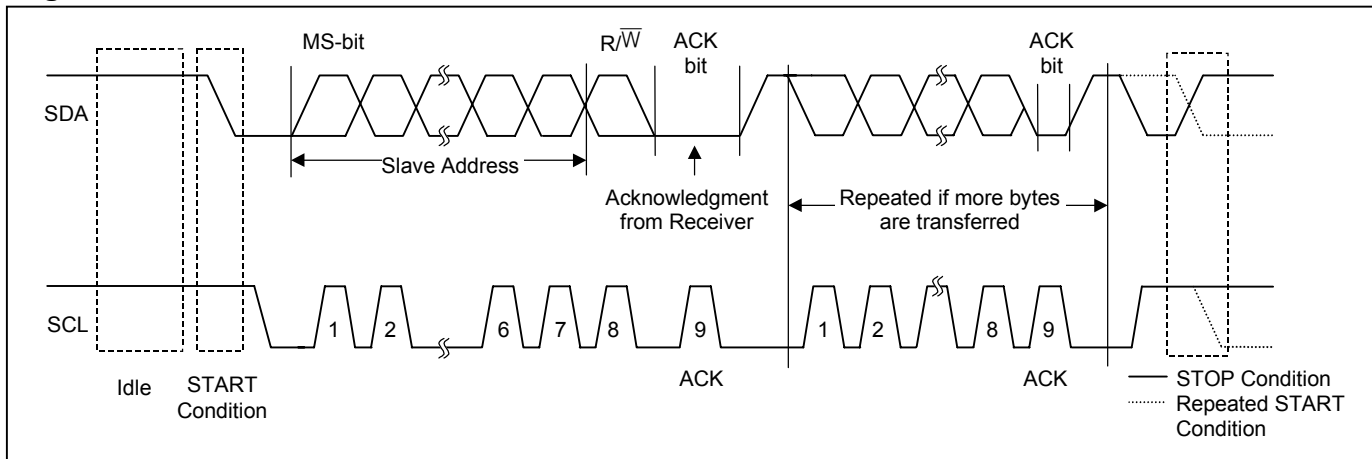 MS-bit
R/W̅
ACK
bit
ACK
bit
SDA
Slave Address
Acknowledgment
from Receiver
Repeated if more bytes
are transferred
SCL
1
2
6
7
8
9
1
2
8
9
Idle
START
Condition
ACK
ACK
STOP Condition
Repeated START
Condition